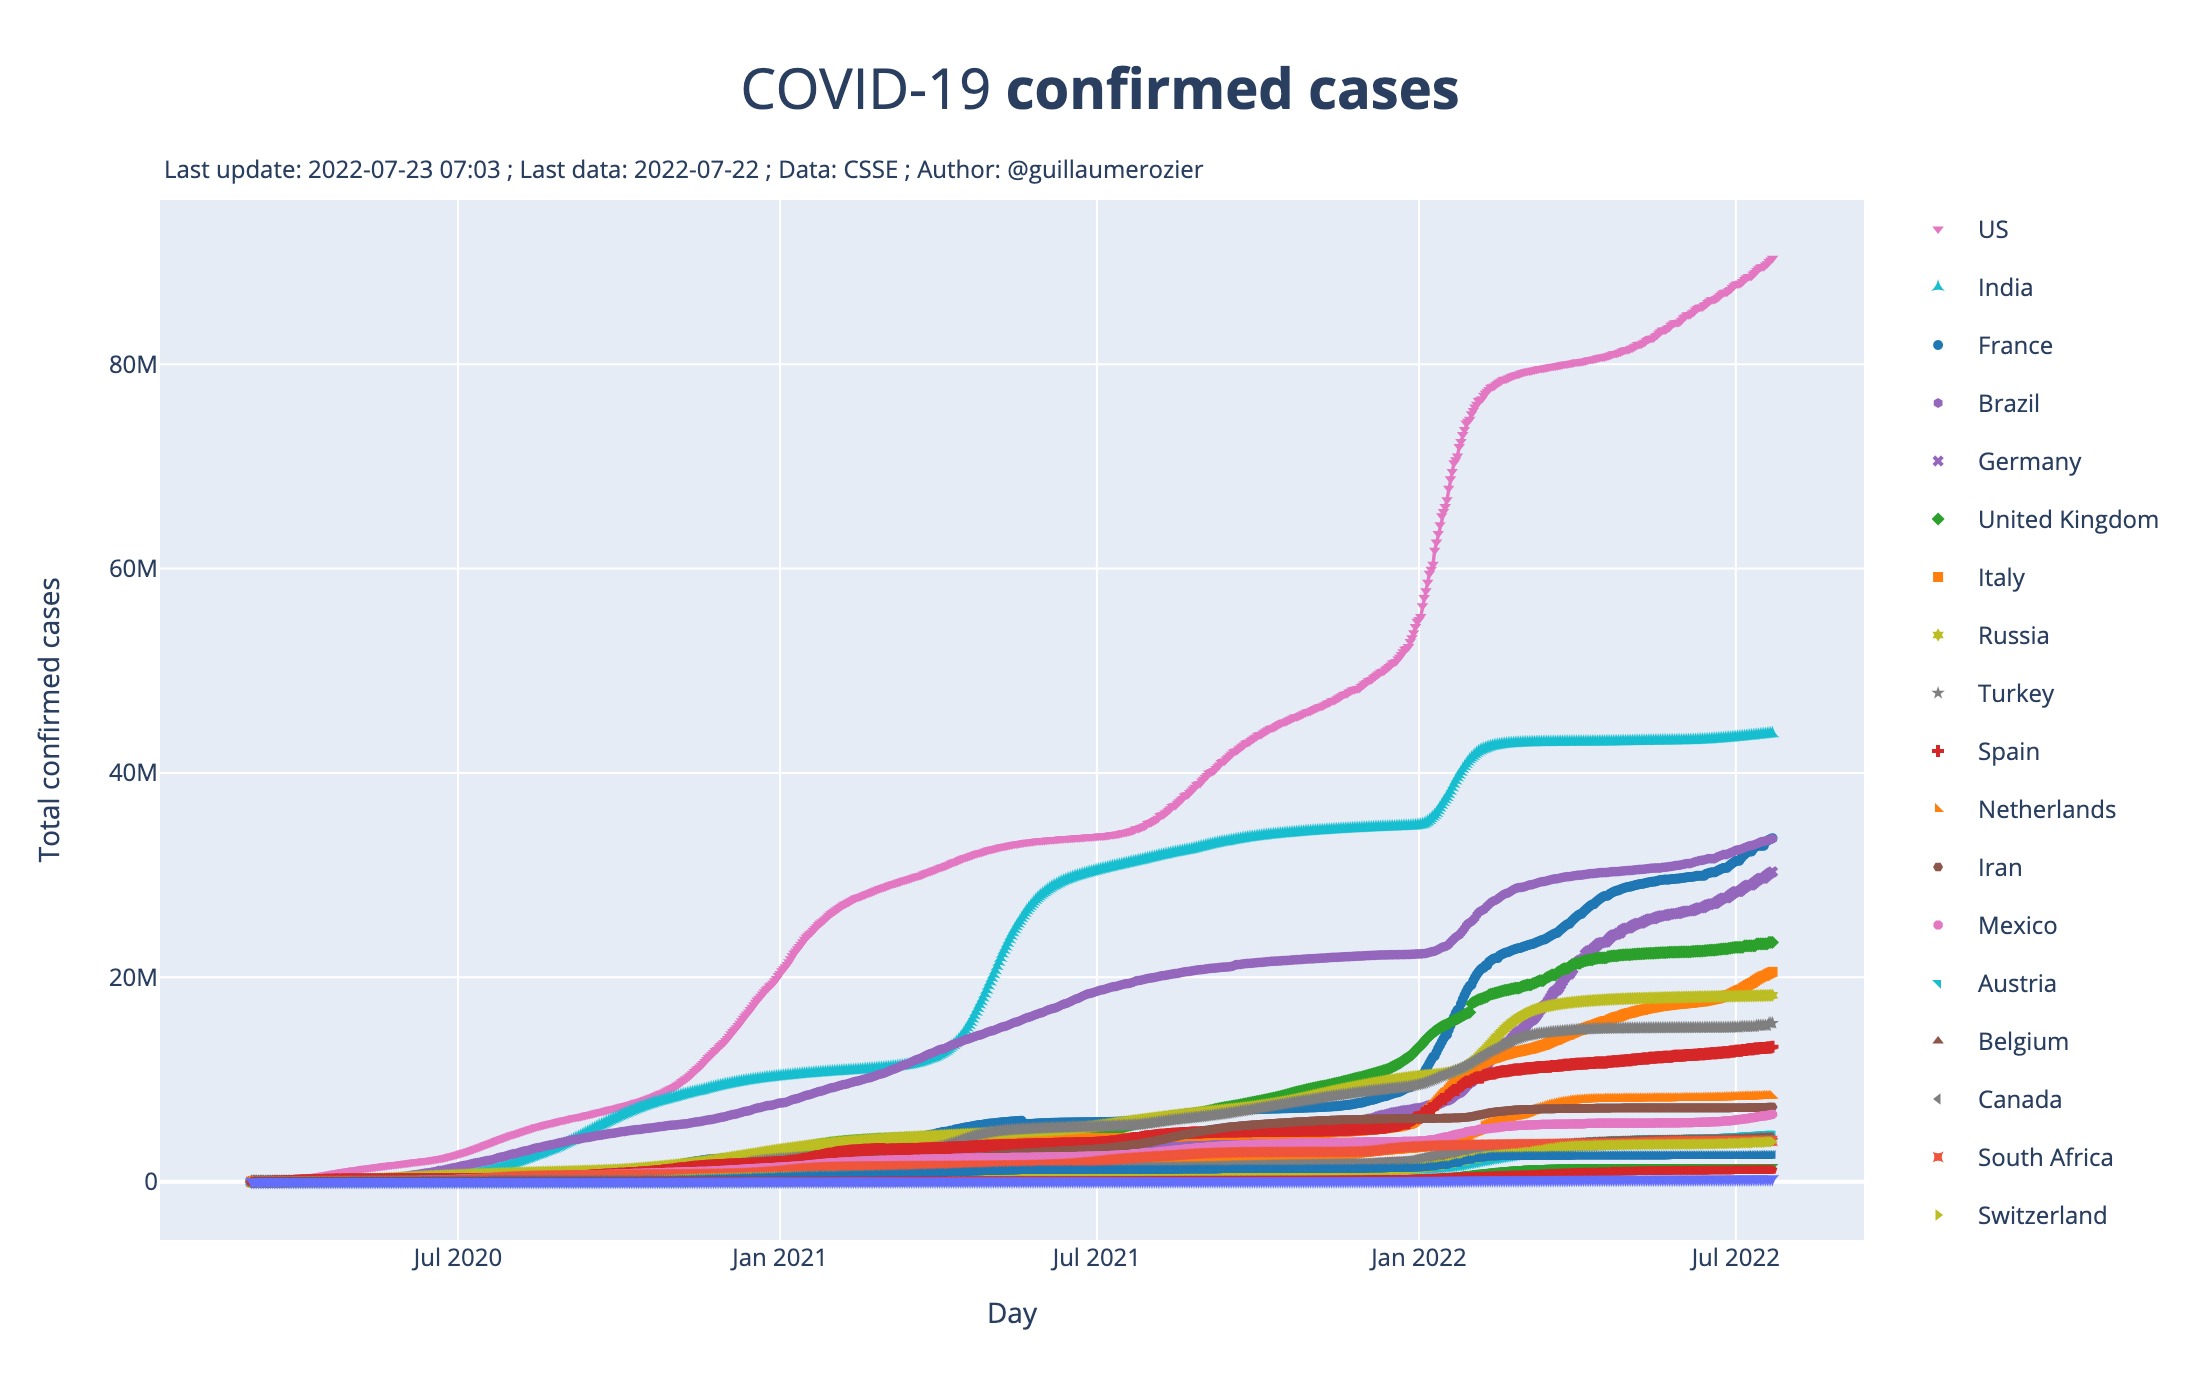 COVID-19 confirmed cases
Last update: 2022-07-23 07:03 ; Last data: 2022-07-22 ; Data: CSSE ; Author: @guillaumerozier
Total confirmed cases
80M
60M
40M
20M
0
Jul 2020
Jan 2021
Jul 2021
Jan 2022
Jul 2022
Day
US
India
France
Brazil
Germany
United Kingdom
Italy
Russia
Turkey
Spain
Netherlands
Iran
Mexico
Austria
Belgium
Canada
South Africa
Switzerland